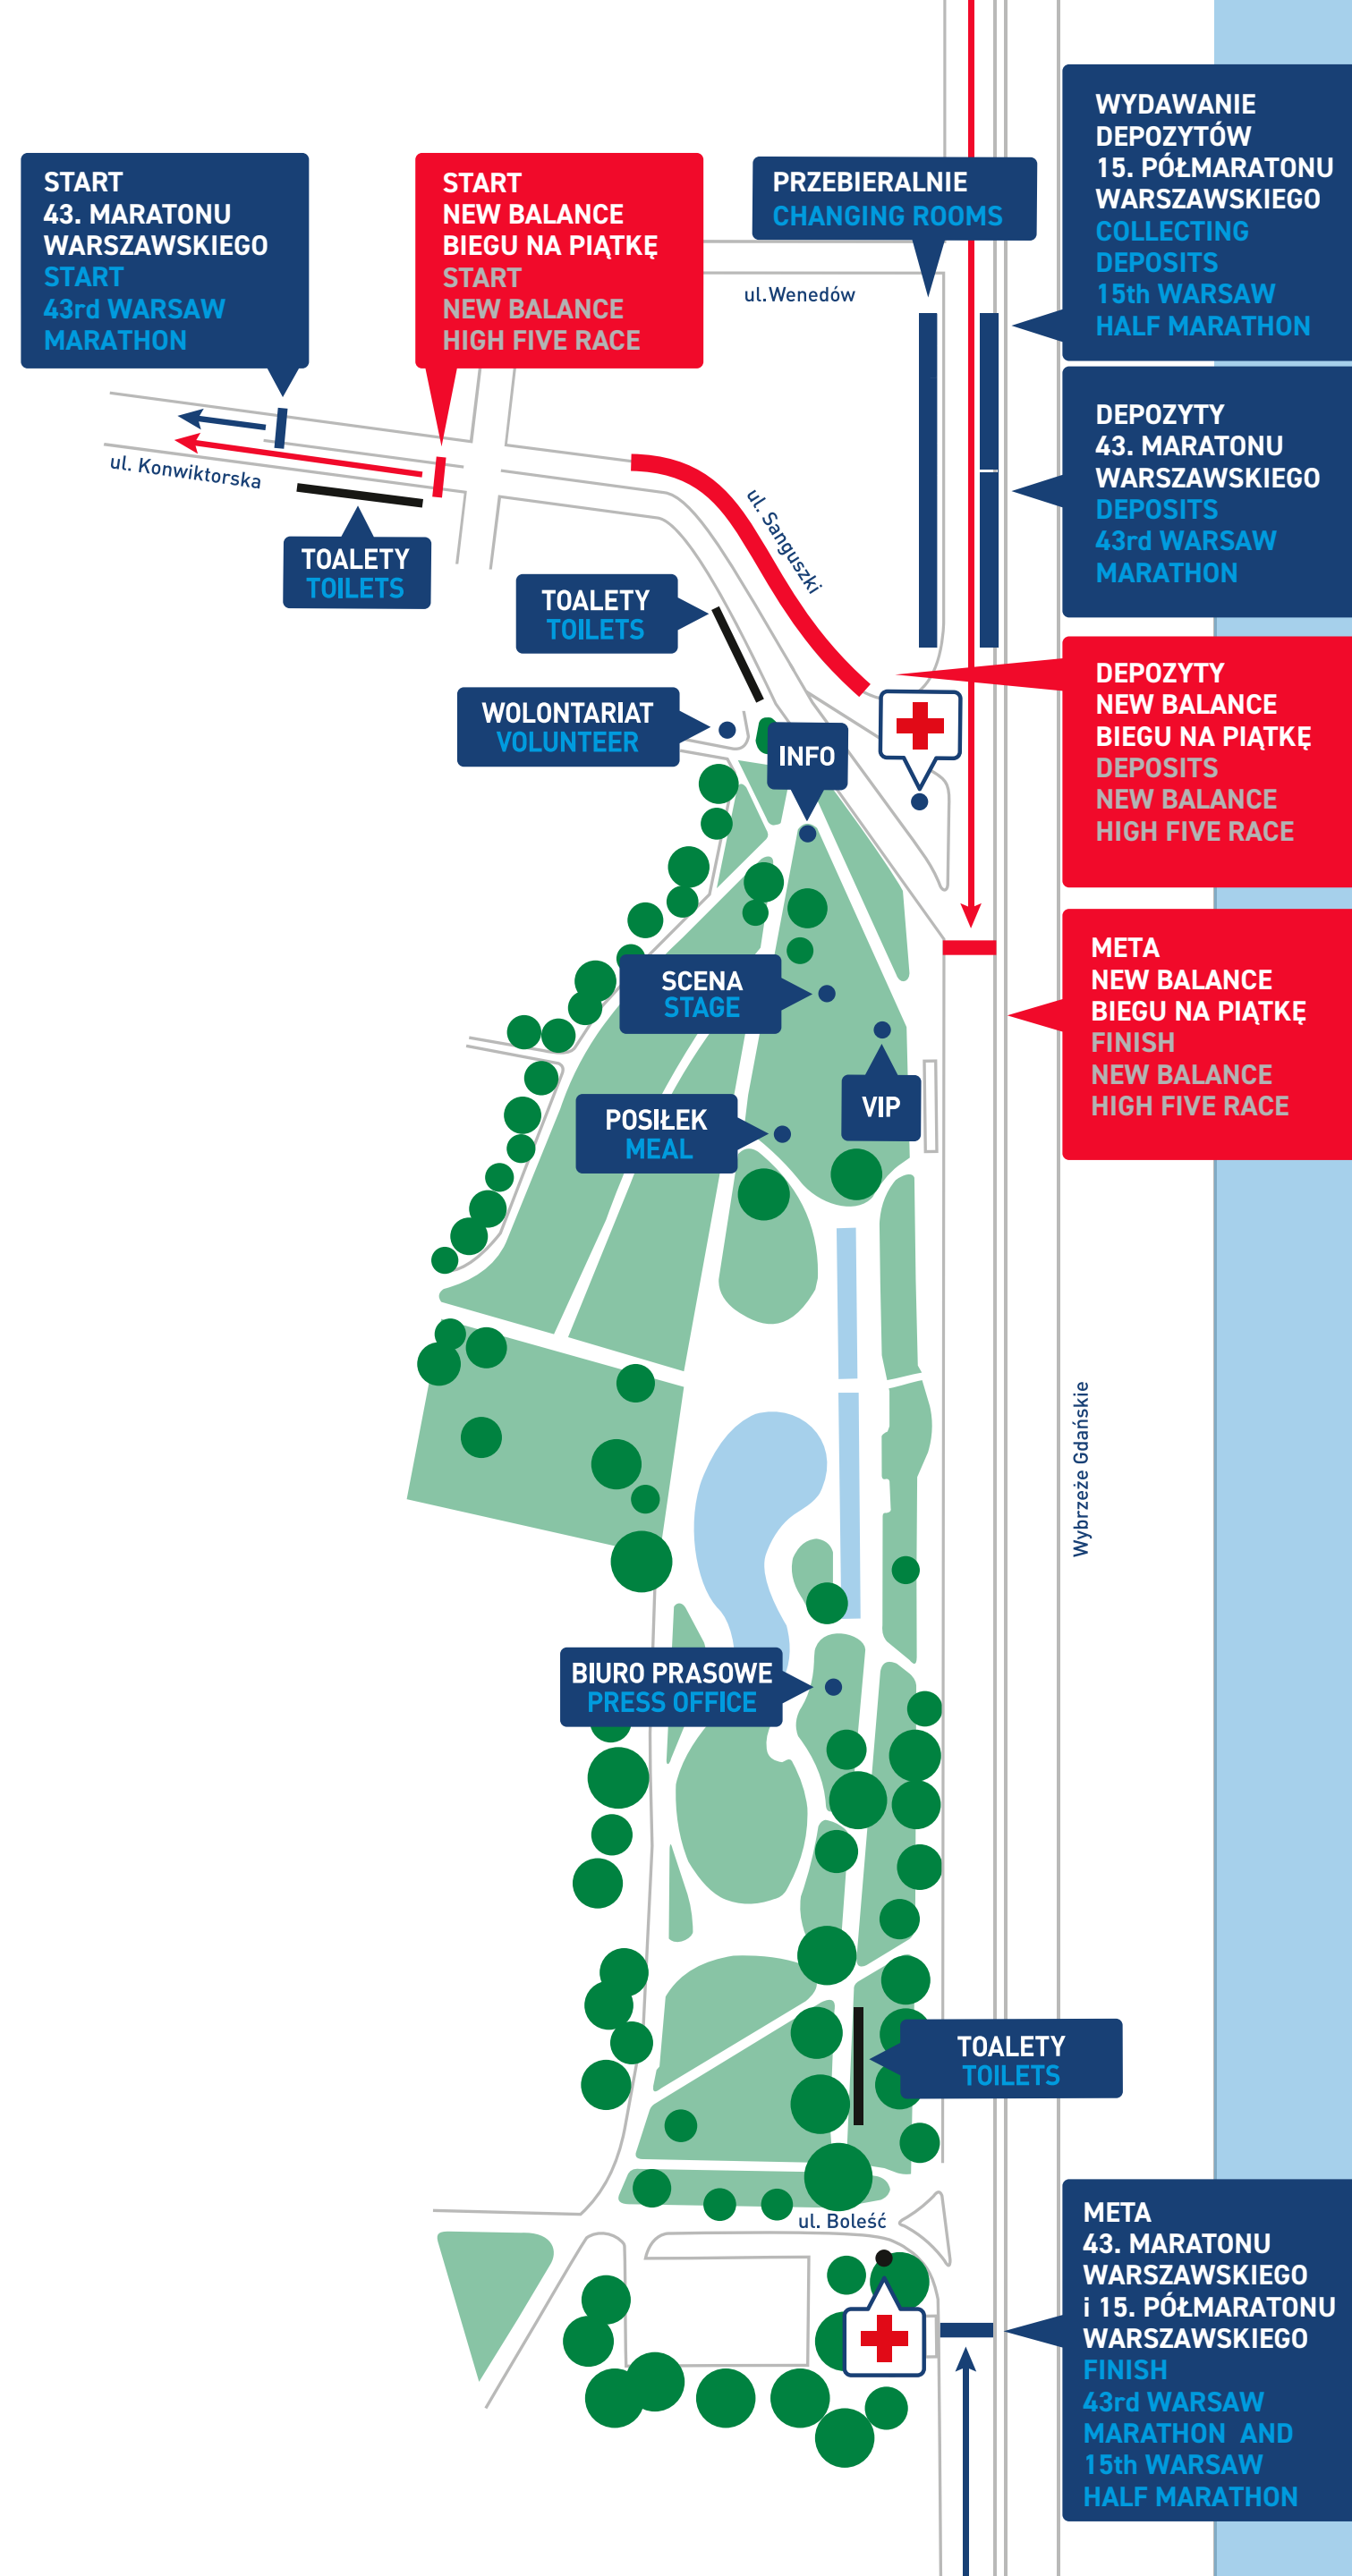 WYDAWANIE
DEPOZYTÓW
15. PÓŁMARATONU
WARSZAWSKIEGO
COLLECTING
DEPOSITS
15th WARSAW
HALF MARATHON
START
43. MARATONU
WARSZAWSKIEGO
START
43rd WARSAW
MARATHON
START
NEW BALANCE
BIEGU NA PIĄTKĘ
START
NEW BALANCE
HIGH FIVE RACE
PRZEBIERALNIE
CHANGING ROOMS
ul.Wenedów
DEPOZYTY
43. MARATONU
WARSZAWSKIEGO
DEPOSITS
43rd WARSAW
MARATHON
ul. Konwiktorska
ul. Sanguszki
TOALETY
TOILETS
TOALETY
TOILETS
DEPOZYTY
NEW BALANCE
BIEGU NA PIĄTKĘ
DEPOSITS
NEW BALANCE
HIGH FIVE RACE
WOLONTARIAT
VOLUNTEER
INFO
META
NEW BALANCE
BIEGU NA PIĄTKĘ
FINISH
NEW BALANCE
HIGH FIVE RACE
SCENA
STAGE
VIP
POSIŁEK
MEAL
Wybrzeże Gdańskie
BIURO PRASOWE
PRESS OFFICE
TOALETY
TOILETS
ul. Boleść
META
43. MARATONU
WARSZAWSKIEGO
i 15. PÓŁMARATONU
WARSZAWSKIEGO
FINISH
43rd WARSAW
MARATHON AND
15th WARSAW
HALF MARATHON